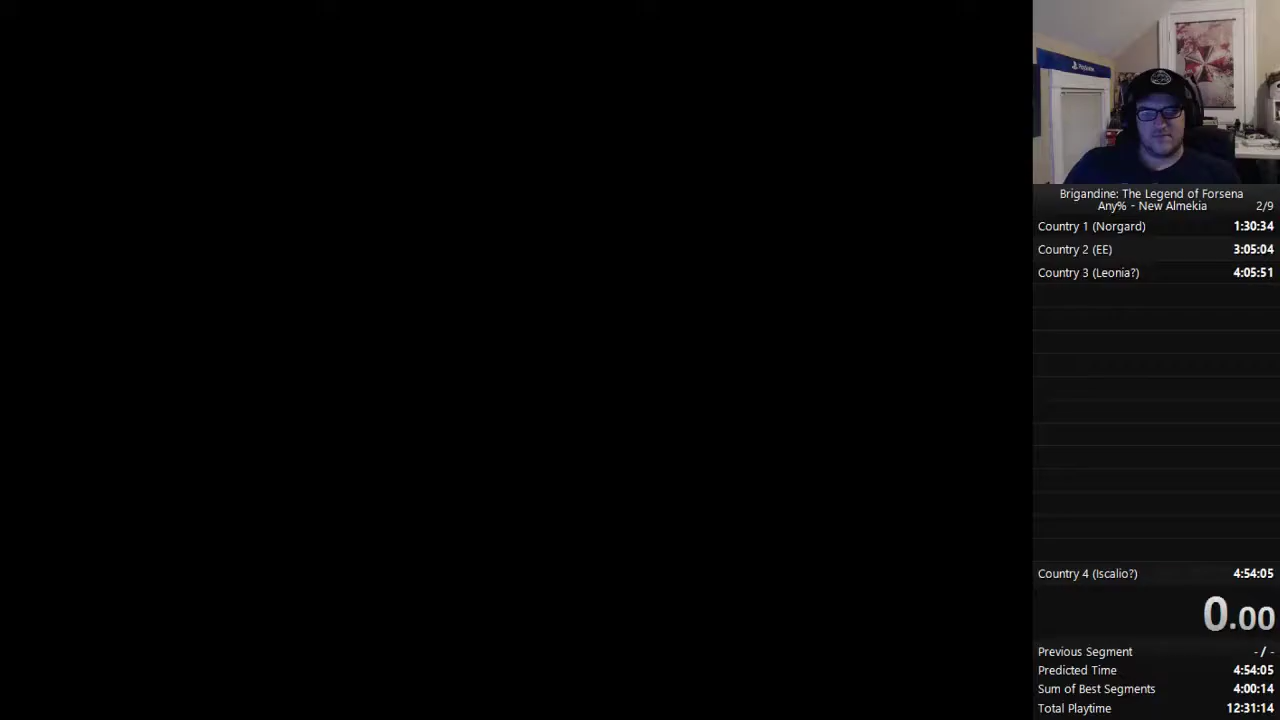 PlayStation
Brigandine: The Legend of Forsena
Any% - New Almekia 2/9
Country 1 (Norgard) 1:30:34
Country 2 (EE) 3:05:04
Country 3 (Leonia?) 4:05:51
Country 4 (Iscalio?) 4:54:05
0.00
Previous Segment - / -
Predicted Time 4:54:05
Sum of Best Segments 4:00:14
Total Playtime 12:31:14